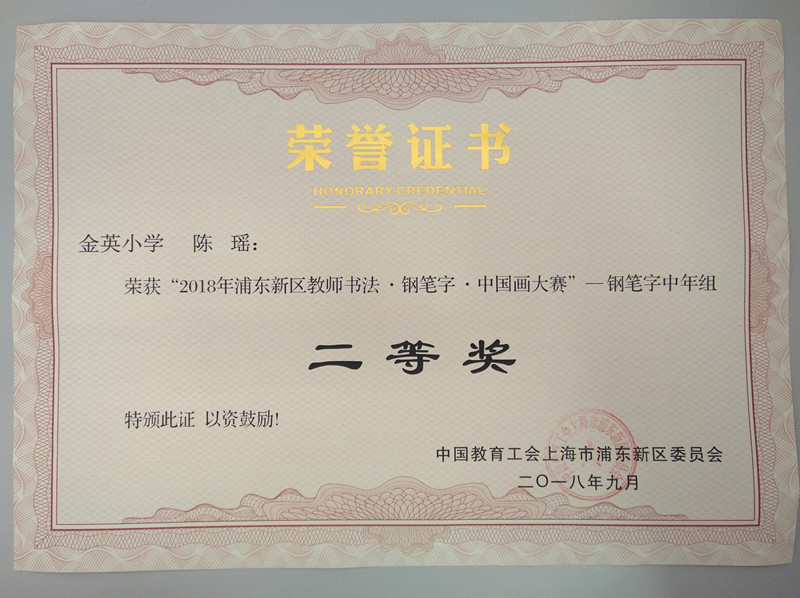 荣誉证书
HONORARY CREDENTIAL
金英小学 陈 瑶：
荣获“2018年浦东新区教师书法·钢笔字·中国画大赛”—钢笔字中年组
二等奖
特颁此证 以资鼓励!
中国教育工会上海市浦东新区委员会
二〇一八年九月